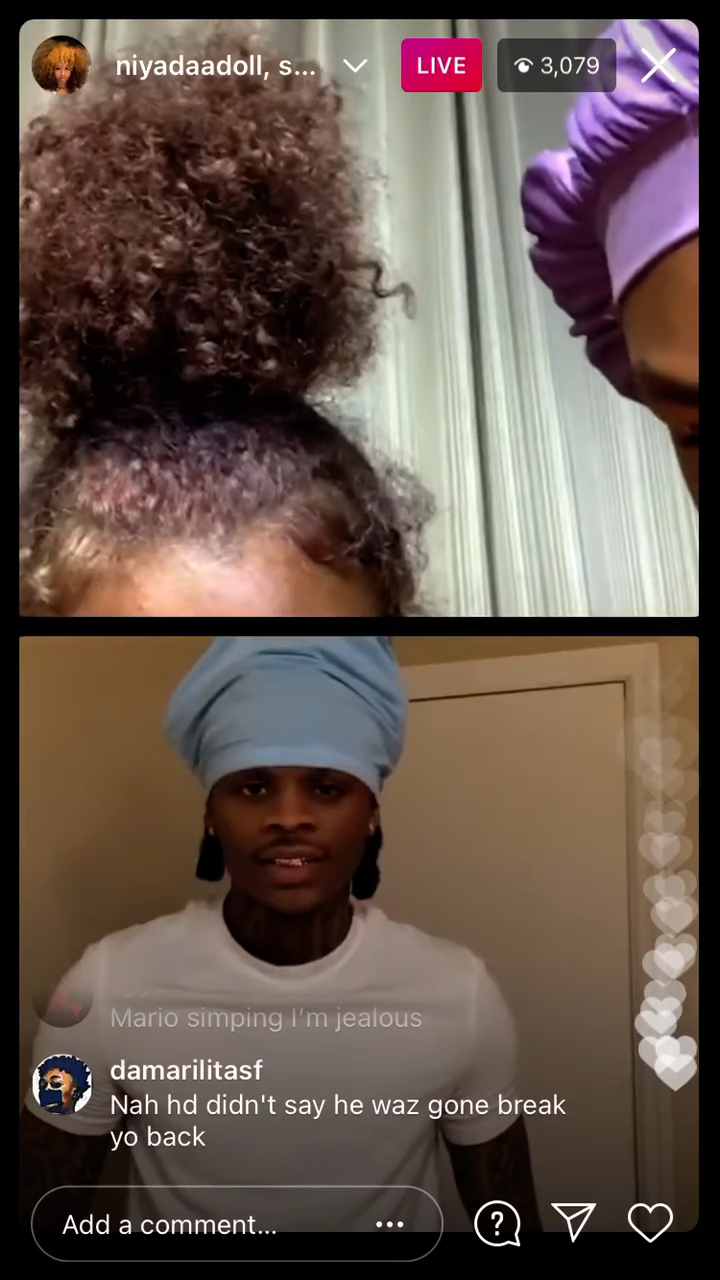 niyadaadoll, s...
LIVE
3,079
Mario simping I'm jealous
damarilitasf
Nah hd didn't say he waz gone break
yo back
Add a comment...